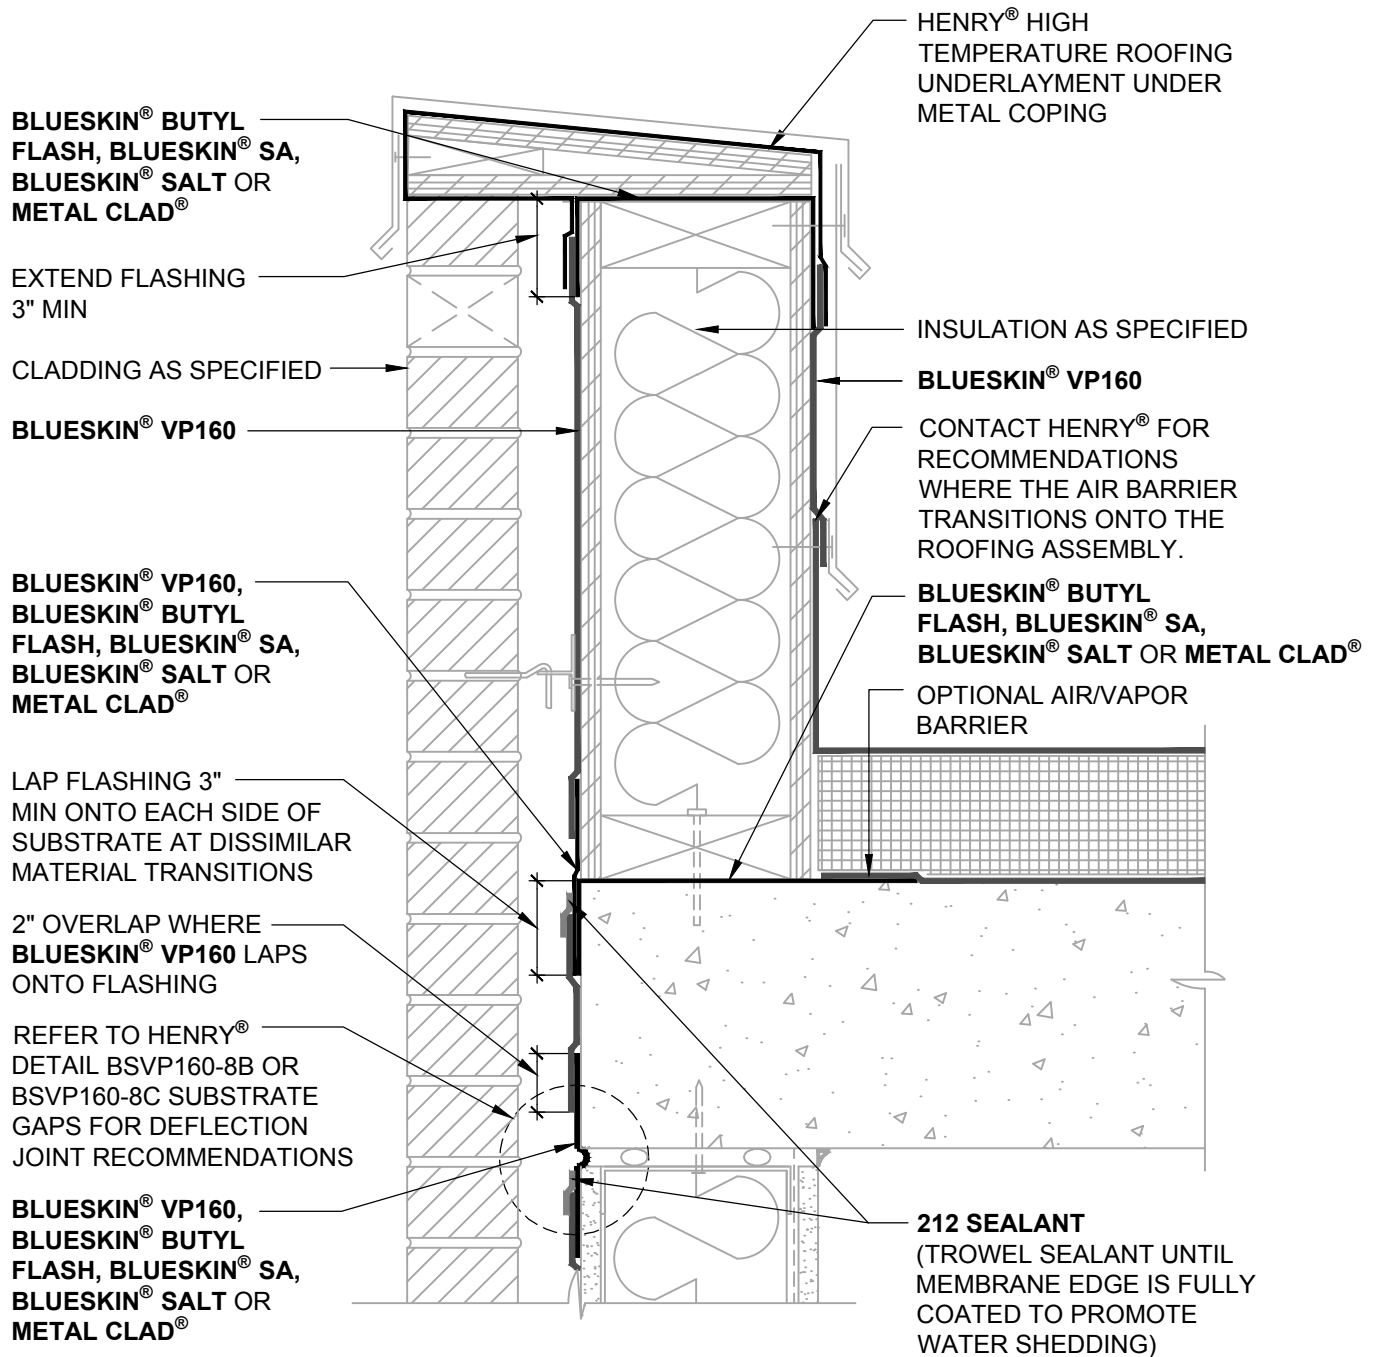 HENRY® HIGH
TEMPERATURE ROOFING
UNDERLAYMENT UNDER
METAL COPING
BLUESKIN® BUTYL
FLASH, BLUESKIN® SA,
BLUESKIN® SALT OR
METAL CLAD®
EXTEND FLASHING
3" MIN
CLADDING AS SPECIFIED
BLUESKIN® VP160
BLUESKIN® VP160,
BLUESKIN® BUTYL
FLASH, BLUESKIN® SA,
BLUESKIN® SALT OR
METAL CLAD®
LAP FLASHING 3"
MIN ONTO EACH SIDE OF
SUBSTRATE AT DISSIMILAR
MATERIAL TRANSITIONS
2" OVERLAP WHERE
BLUESKIN® VP160 LAPS
ONTO FLASHING
REFER TO HENRY®
DETAIL BSVP160-8B OR
BSVP160-8C SUBSTRATE
GAPS FOR DEFLECTION
JOINT RECOMMENDATIONS
BLUESKIN® VP160,
BLUESKIN® BUTYL
FLASH, BLUESKIN® SA,
BLUESKIN® SALT OR
METAL CLAD®
INSULATION AS SPECIFIED
BLUESKIN® VP160
CONTACT HENRY® FOR
RECOMMENDATIONS
WHERE THE AIR BARRIER
TRANSITIONS ONTO THE
ROOFING ASSEMBLY.
BLUESKIN® BUTYL
FLASH, BLUESKIN® SA,
BLUESKIN® SALT OR METAL CLAD®
OPTIONAL AIR/VAPOR
BARRIER
212 SEALANT
(TROWEL SEALANT UNTIL
MEMBRANE EDGE IS FULLY
COATED TO PROMOTE
WATER SHEDDING)